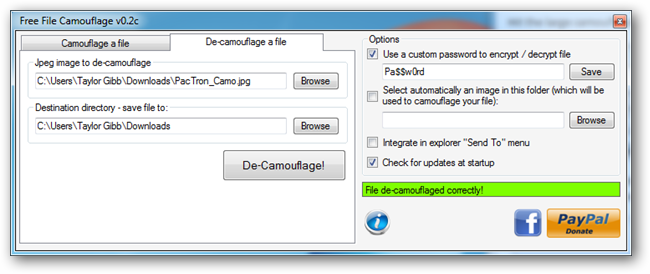 Free File Camouflage v0.2c
Camouflage a file
De-camouflage a file
Jpeg image to de-camouflage
C:\Users\Taylor Gibb\Downloads\PacTron_Camo.jpg
Browse
Destination directory - save file to:
C:\Users\Taylor Gibb\Downloads
Browse
De-Camouflage!
Options
Use a custom password to encrypt / decrypt file
Pa$$w0rd
Save
Select automatically an image in this folder (which will be
used to camouflage your file):
Browse
Integrate in explorer "Send To" menu
Check for updates at startup
File de-camouflaged correctly!
PayPal
Donate